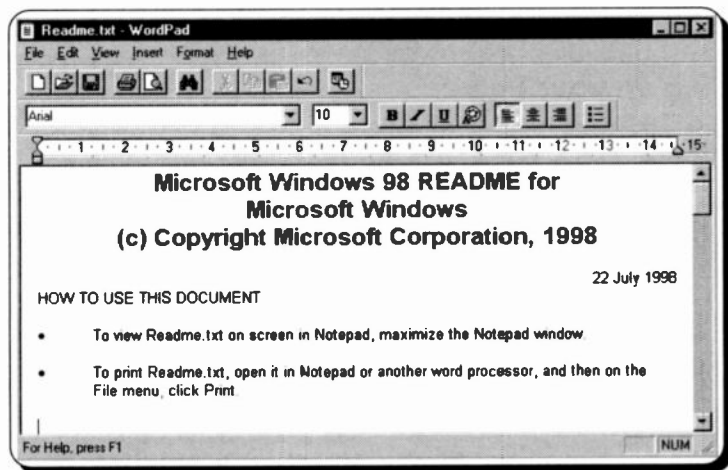 Readme.txt - WordPad
File Edit View Insert Format Help
Arial 10 B I U
1 2 3 4 5 6 7 8 9 10 11 12 13 14 15
Microsoft Windows 98 README for
Microsoft Windows
(c) Copyright Microsoft Corporation, 1998
22 July 1998
HOW TO USE THIS DOCUMENT
• To view Readme.txt on screen in Notepad, maximize the Notepad window.
• To print Readme.txt, open it in Notepad or another word processor, and then on the
File menu, click Print.
For Help, press F1 NUM